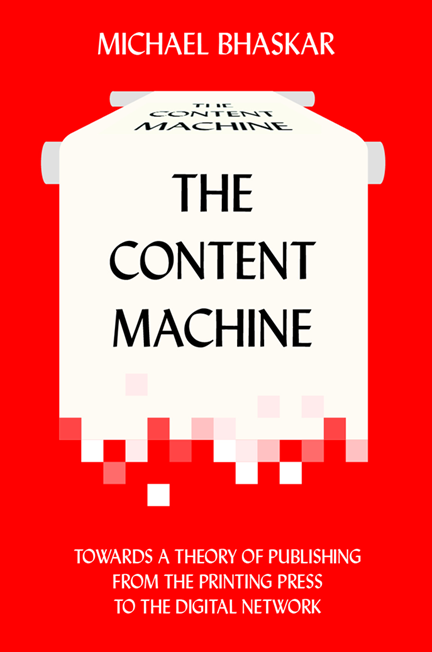 MICHAEL BHASKAR
THE
CONTENT
MACHINE
THE
CONTENT
MACHINE
TOWARDS A THEORY OF PUBLISHING
FROM THE PRINTING PRESS
TO THE DIGITAL NETWORK